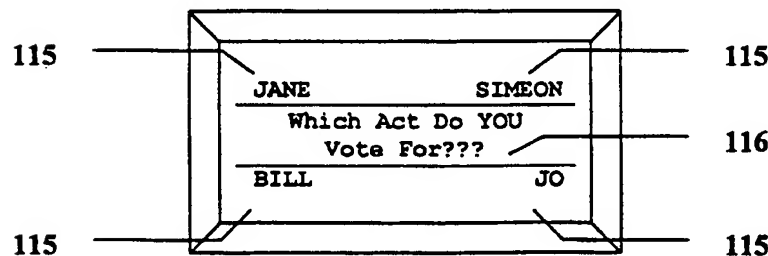 115 115
JANE SIMEON
Which Act Do YOU
Vote For???
116
BILL JO
115 115